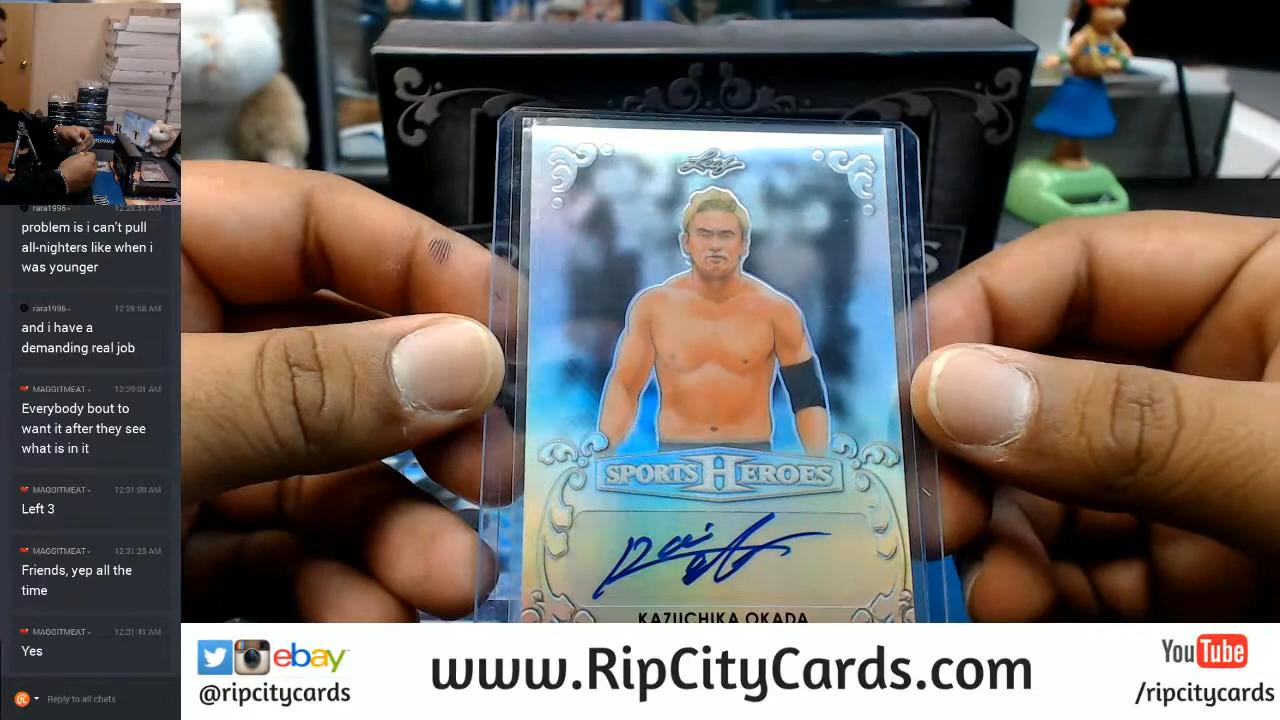 rara1996
12:28:51 AM
problem is i can't pull
all-nighters like when i
was younger
rara1996
12:28:58 AM
and i have a
demanding real job
MAGGITMEAT
12:29:01 AM
Everybody bout to
want it after they see
what is in it
MAGGITMEAT
12:31:08 AM
Left 3
MAGGITMEAT
12:31:25 AM
Friends, yep all the
time
MAGGITMEAT
12:31:41 AM
Yes
Reply to all chats
Leaf
SPORTS HEROES
KAZUCHIKA OKADA
ebay
@ripcitycards
www.RipCityCards.com
YouTube
/ripcitycards